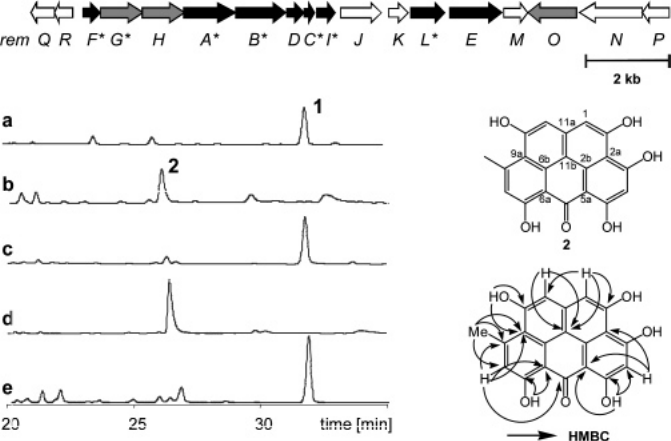 rem Q R F* G* H A* B* D C* I* J K L* E M O N P
2 kb
a
1
b
2
c
d
e
20 25 30 time [min]
11a 1
HO OH
9a 6b 11b 2b 2a OH
6a 5a
OH O OH
2
H H
HO OH
Me OH
H H
OH O OH
HMBC